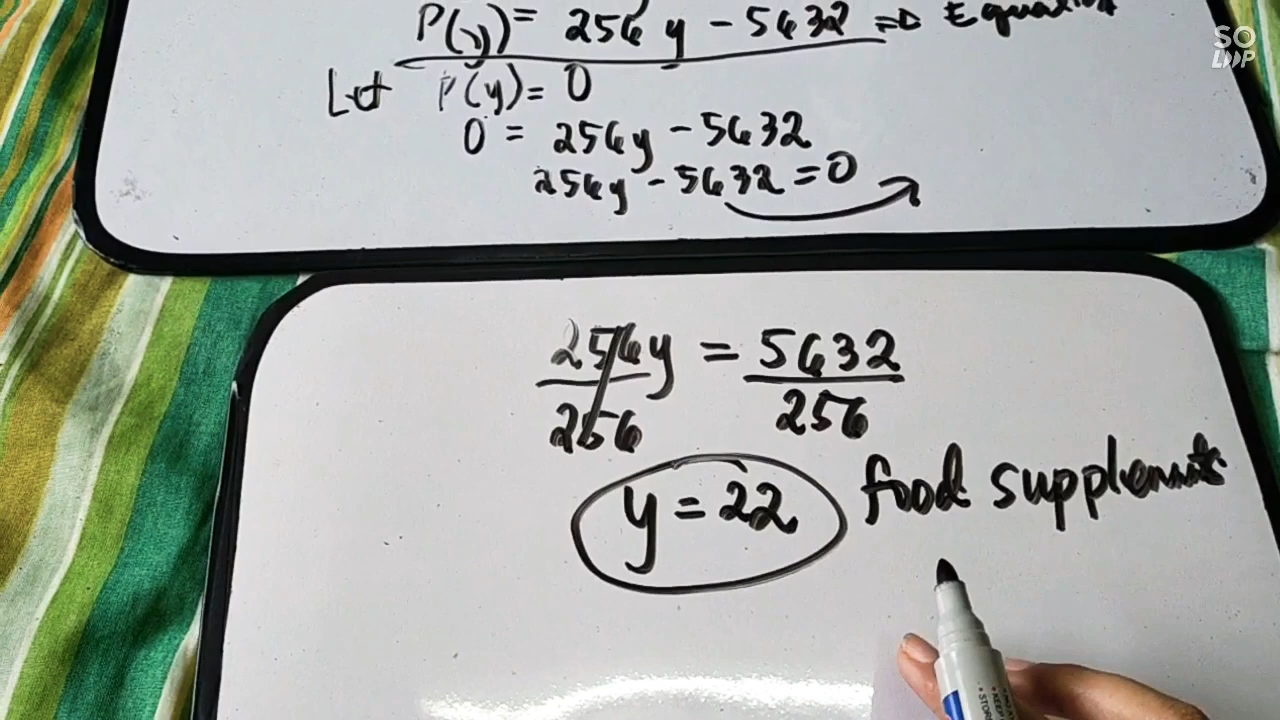 P(y) = 256y - 5632 ⇒ Equation
Let P(y) = 0
0 = 256y - 5632
256y - 5632 = 0
256y = 5632
256 256
y = 22 food supplements
SO
LP